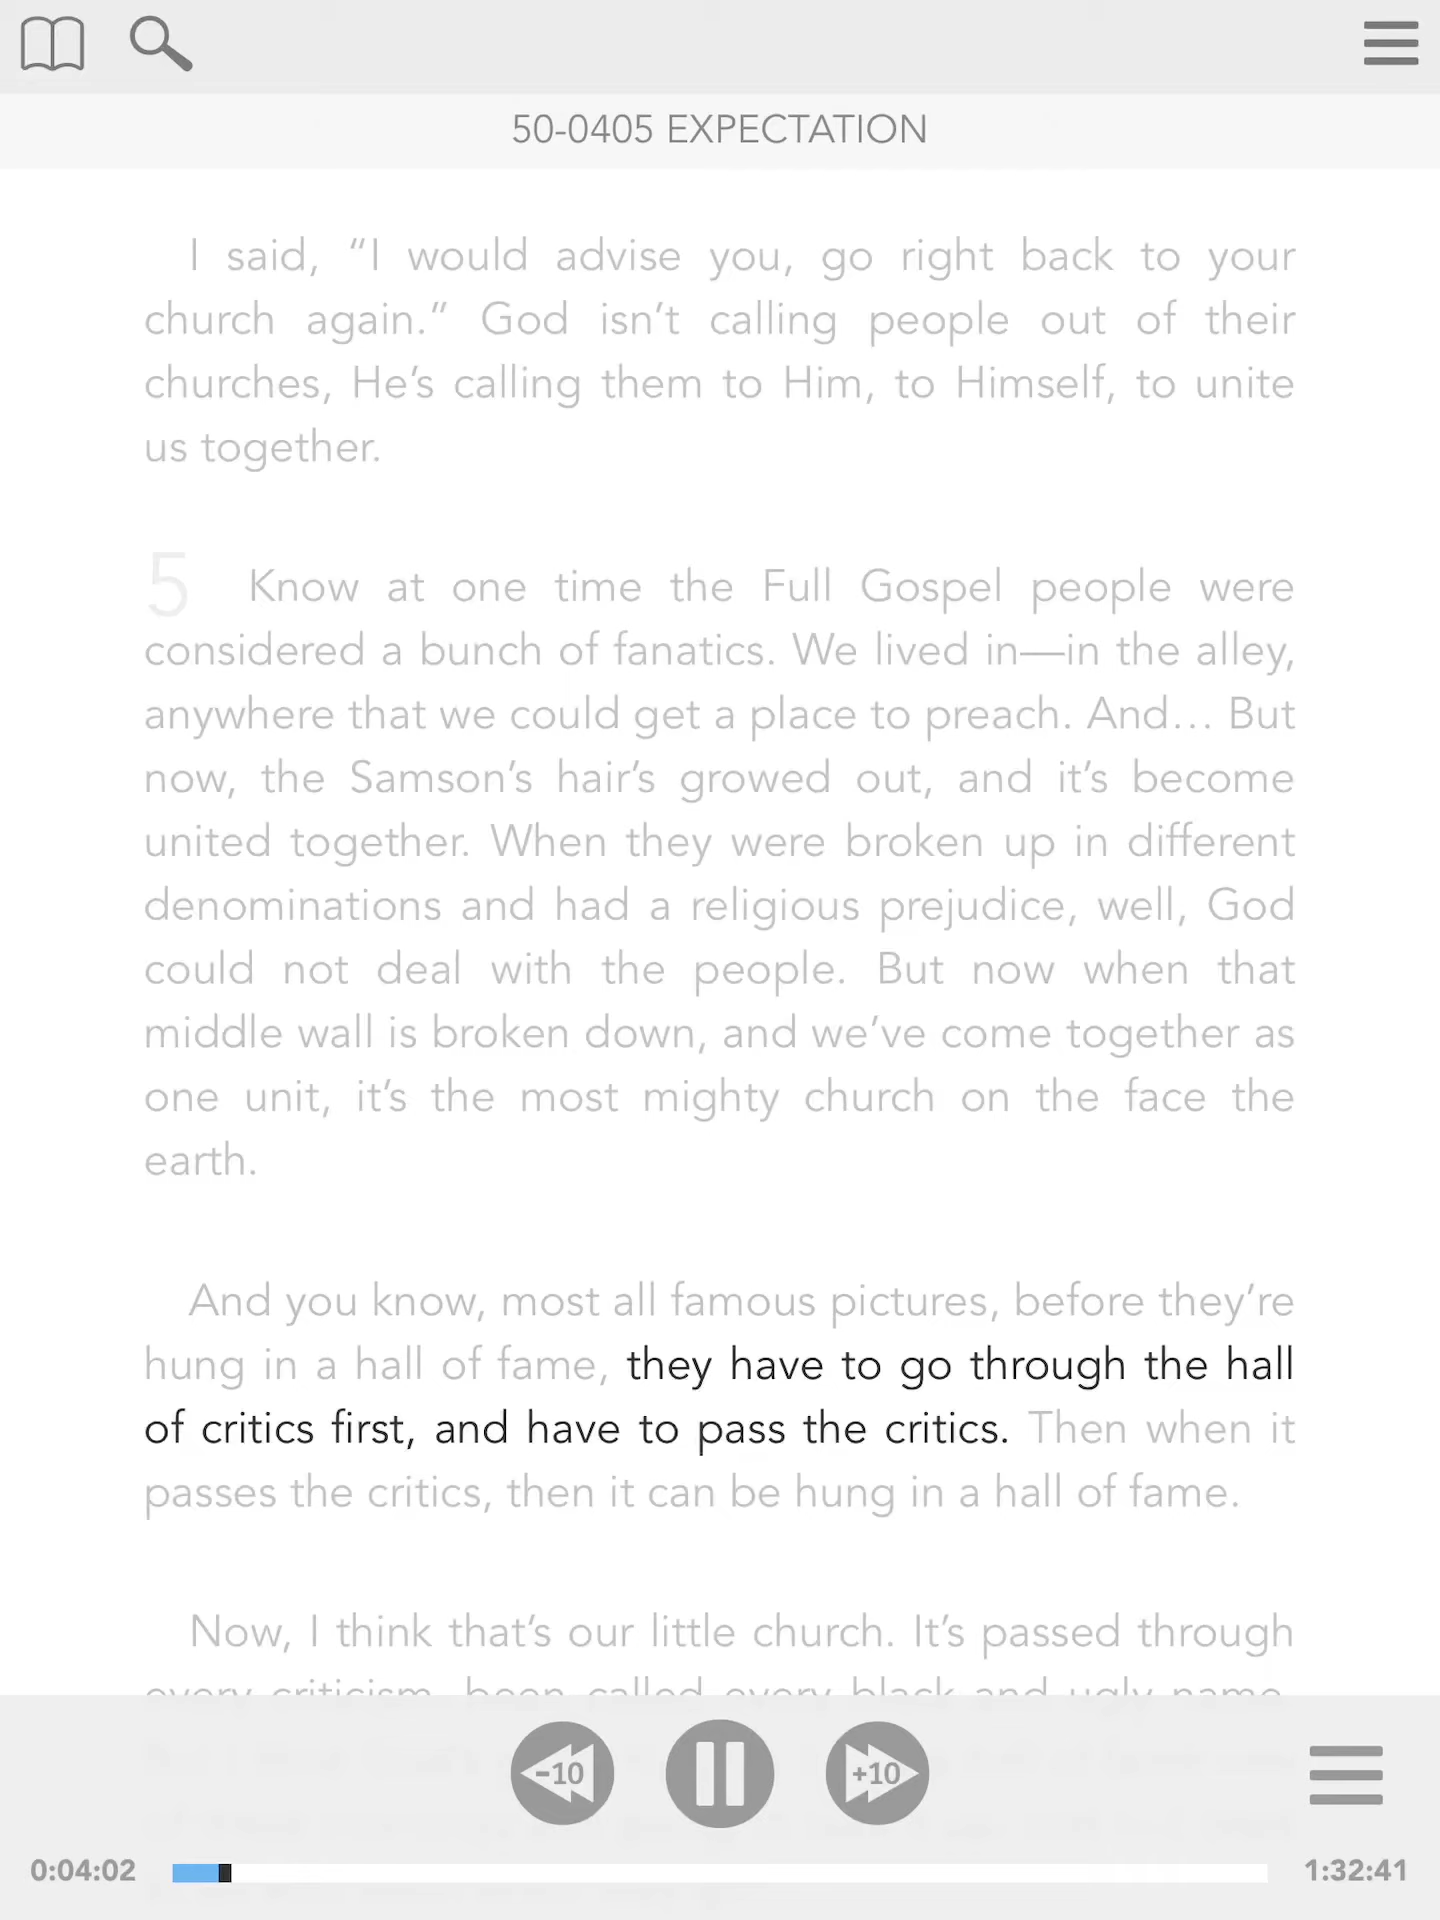 50-0405 EXPECTATION
I said, “I would advise you, go right back to your
church again.” God isn’t calling people out of their
churches, He’s calling them to Him, to Himself, to unite
us together.
5 Know at one time the Full Gospel people were
considered a bunch of fanatics. We lived in—in the alley,
anywhere that we could get a place to preach. And… But
now, the Samson’s hair’s growed out, and it’s become
united together. When they were broken up in different
denominations and had a religious prejudice, well, God
could not deal with the people. But now when that
middle wall is broken down, and we’ve come together as
one unit, it’s the most mighty church on the face the
earth.
And you know, most all famous pictures, before they’re
hung in a hall of fame, they have to go through the hall
of critics first, and have to pass the critics. Then when it
passes the critics, then it can be hung in a hall of fame.
Now, I think that’s our little church. It’s passed through
every criticism, been called every black and ugly name.
-10 +10
0:04:02 1:32:41